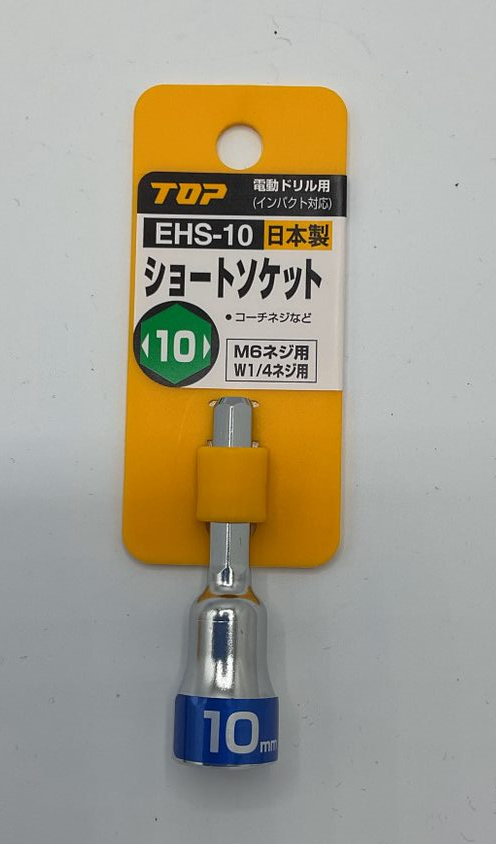 TOP
電動ドリル用
(インパクト対応)
EHS-10 日本製
ショートソケット
●コーチネジなど
10
M6ネジ用
W1/4ネジ用
10mm